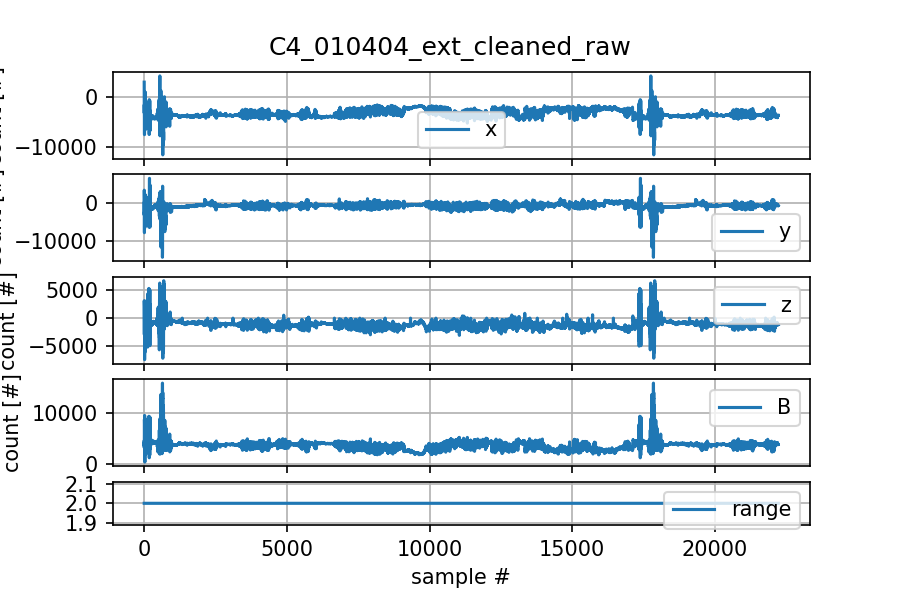 C4_010404_ext_cleaned_raw
0
−10000
x
0
−10000
y
5000
0
−5000
count [#]
z
10000
0
count [#]
B
2.1
2.0
1.9
range
0 5000 10000 15000 20000
sample #